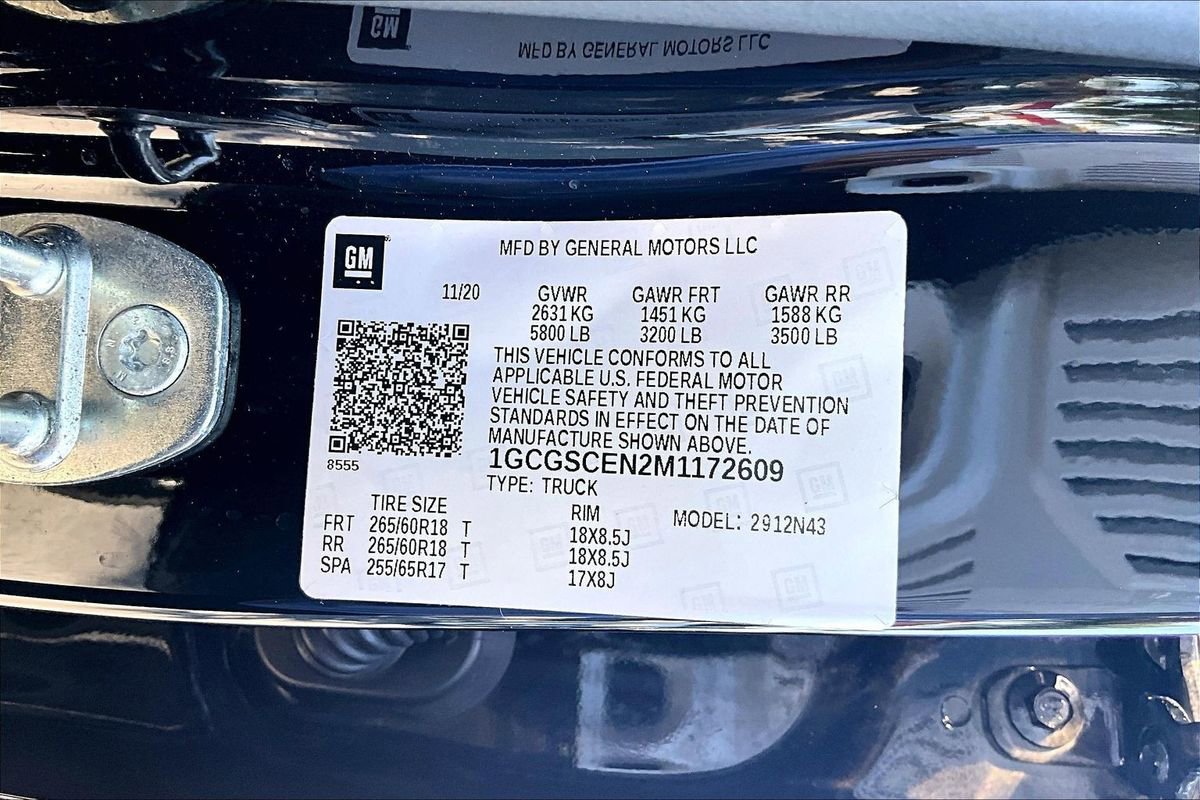 GM
MFD BY GENERAL MOTORS LLC
GM
MFD BY GENERAL MOTORS LLC
11/20 GVWR GAWR FRT GAWR RR
2631 KG 1451 KG 1588 KG
5800 LB 3200 LB 3500 LB
THIS VEHICLE CONFORMS TO ALL
APPLICABLE U.S. FEDERAL MOTOR
VEHICLE SAFETY AND THEFT PREVENTION
STANDARDS IN EFFECT ON THE DATE OF
MANUFACTURE SHOWN ABOVE.
8555
1GCGSCEN2M1172609
TYPE: TRUCK
TIRE SIZE RIM MODEL: 2912N43
FRT 265/60R18 T 18X8.5J
RR 265/60R18 T 18X8.5J
SPA 255/65R17 T 17X8J